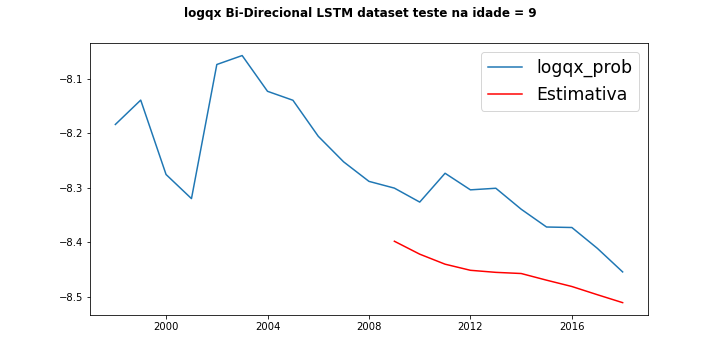 logqx Bi-Direcional LSTM dataset teste na idade = 9
logqx_prob
Estimativa
−8.1
−8.2
−8.3
−8.4
−8.5
2000 2004 2008 2012 2016